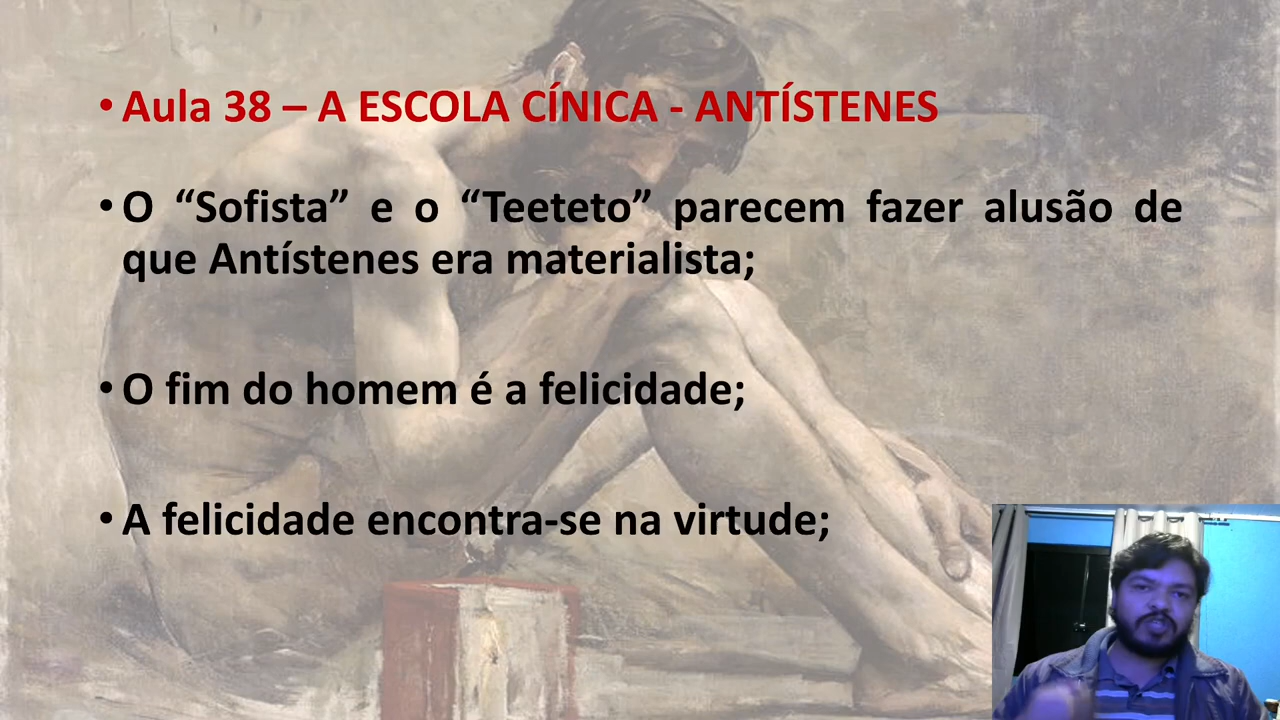 • Aula 38 – A ESCOLA CÍNICA - ANTÍSTENES
• O “Sofista” e o “Teeteto” parecem fazer alusão de
que Antístenes era materialista;
• O fim do homem é a felicidade;
• A felicidade encontra-se na virtude;